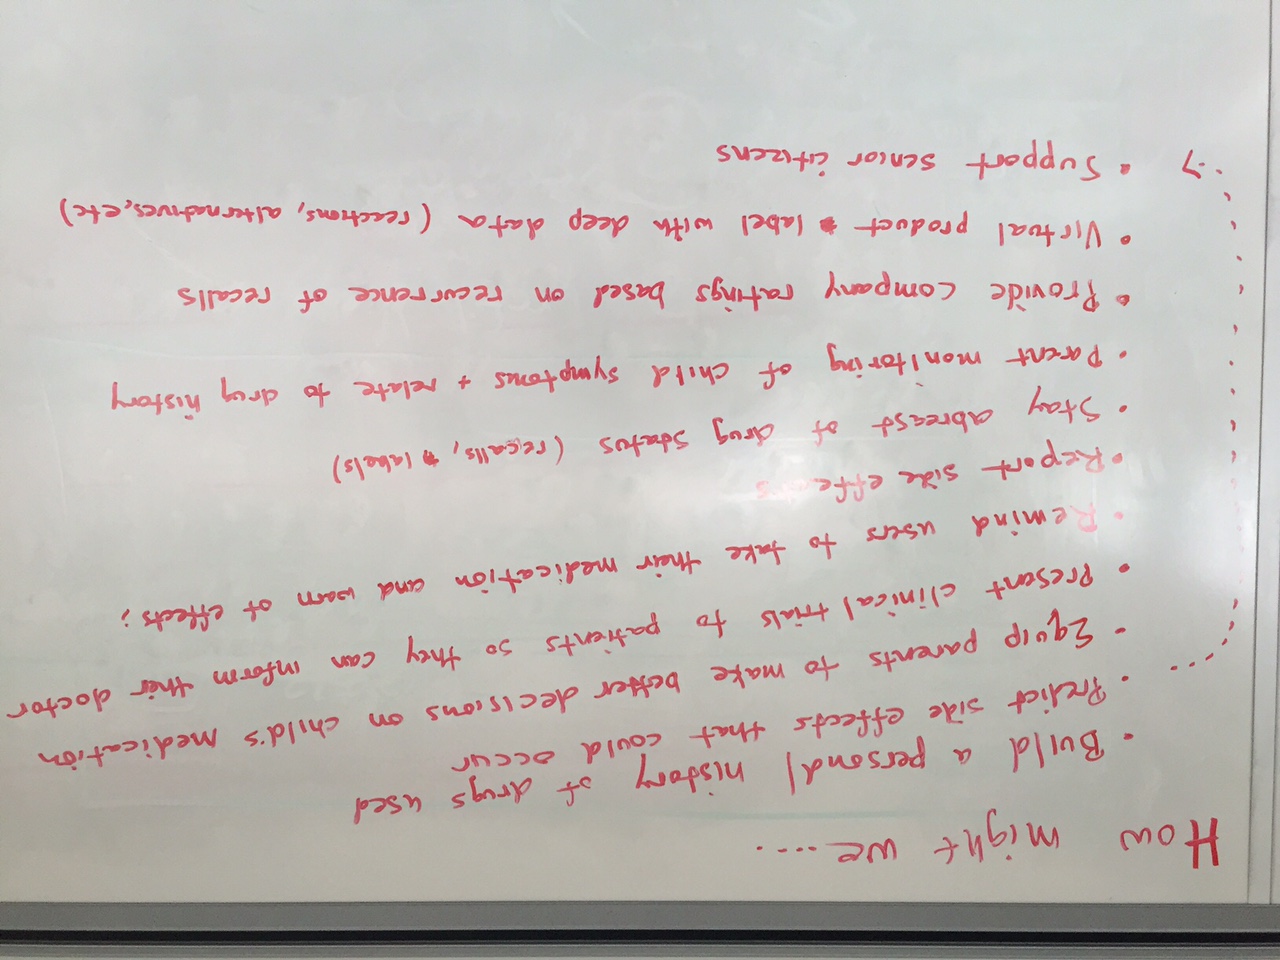 How might we....
• Build a personal history of drugs used
• Predict side effects that could occur
- Equip parents to make better decisions on child's medication
• Present clinical trials to patients so they can inform their doctor
• Remind users to take their medication and warn of effects;
• Report side effects
• Stay abreast of drug status (recalls, labels)
• Parent monitoring of child symptoms + relate to drug history
• Provide company ratings based on recurrence of recalls
• Virtual product label with deep data (reactions, alternatives, etc)
• Support senior citizens